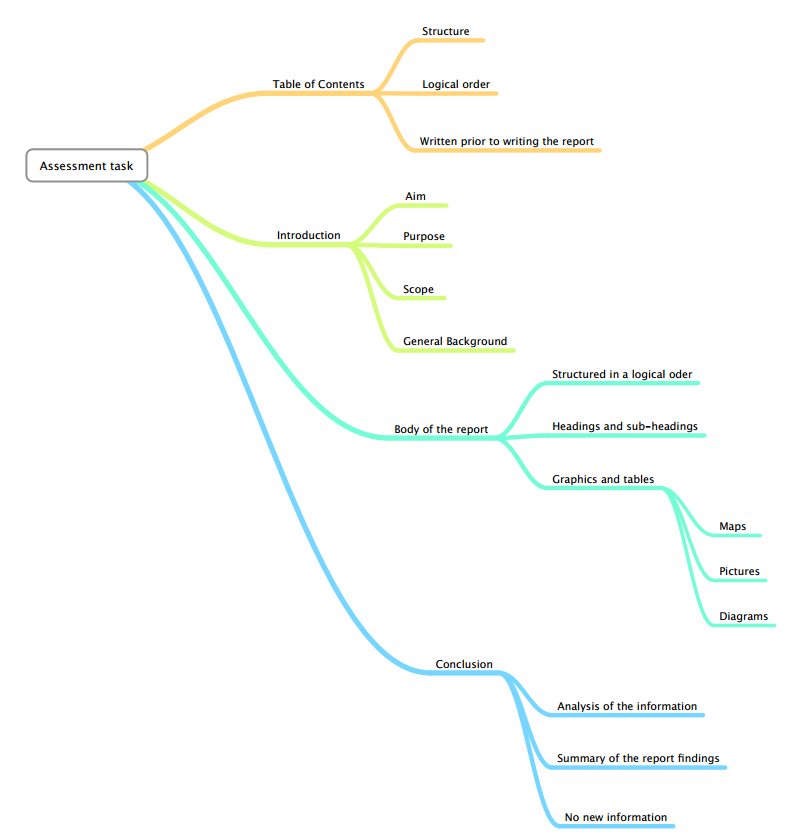 Structure
Table of Contents
Logical order
Written prior to writing the report
Assessment task
Aim
Introduction
Purpose
Scope
General Background
Structured in a logical oder
Body of the report
Headings and sub-headings
Graphics and tables
Maps
Pictures
Diagrams
Conclusion
Analysis of the information
Summary of the report findings
No new information